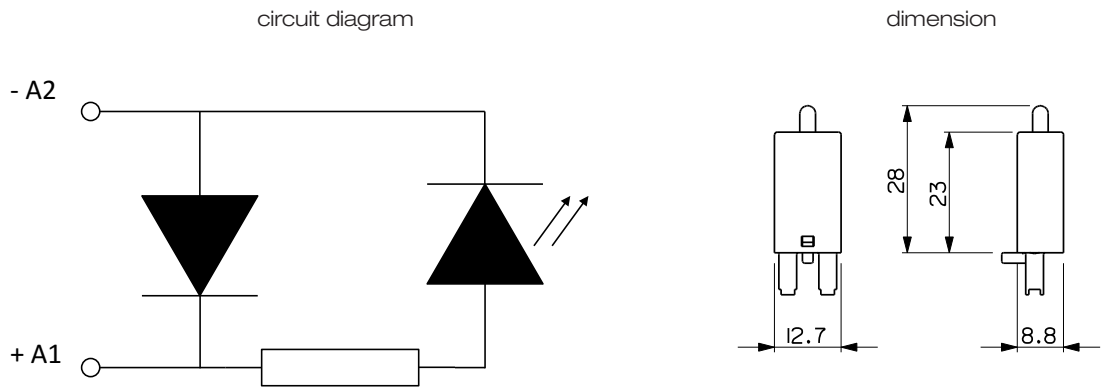 circuit diagram
dimension
- A2
+ A1
28
23
12.7
8.8